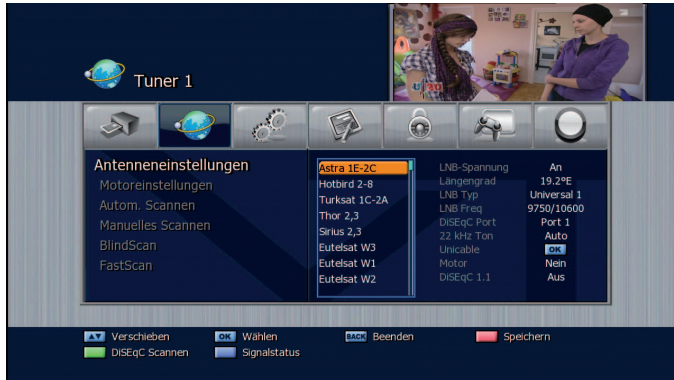 Tuner 1
Antenneneinstellungen
Motoreinstellungen
Autom. Scannen
Manuelles Scannen
BlindScan
FastScan
Astra 1E-2C
Hotbird 2-8
Turksat 1C-2A
Thor 2,3
Sirius 2,3
Eutelsat W3
Eutelsat W1
Eutelsat W2
LNB-Spannung An
Längengrad 19.2°E
LNB Typ Universal 1
LNB Freq 9750/10600
DiSEqC Port Port 1
22 kHz Ton Auto
Unicable OK
Motor Nein
DiSEqC 1.1 Aus
Verschieben OK Wählen BACK Beenden Speichern
DiSEqC Scannen Signalstatus